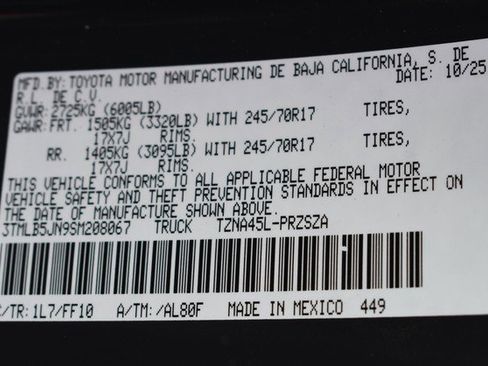 MFD.BY: TOYOTA MOTOR MANUFACTURING DE BAJA CALIFORNIA, S. DE
R.L. DE C.V. DATE: 10/25
GVWR: 2725KG (6005LB)
GAWR: FRT. 1505KG (3320LB) WITH 245/70R17 TIRES,
17X7J RIMS.
RR. 1405KG (3095LB) WITH 245/70R17 TIRES,
17X7J RIMS.
THIS VEHICLE CONFORMS TO ALL APPLICABLE FEDERAL MOTOR
VEHICLE SAFETY AND THEFT PREVENTION STANDARDS IN EFFECT ON
THE DATE OF MANUFACTURE SHOWN ABOVE.
3TMLB5JN9SM208067 TRUCK TZNA45L-PRZSZA
/TR: 1L7/FF10 A/TM: /AL80F MADE IN MEXICO 449